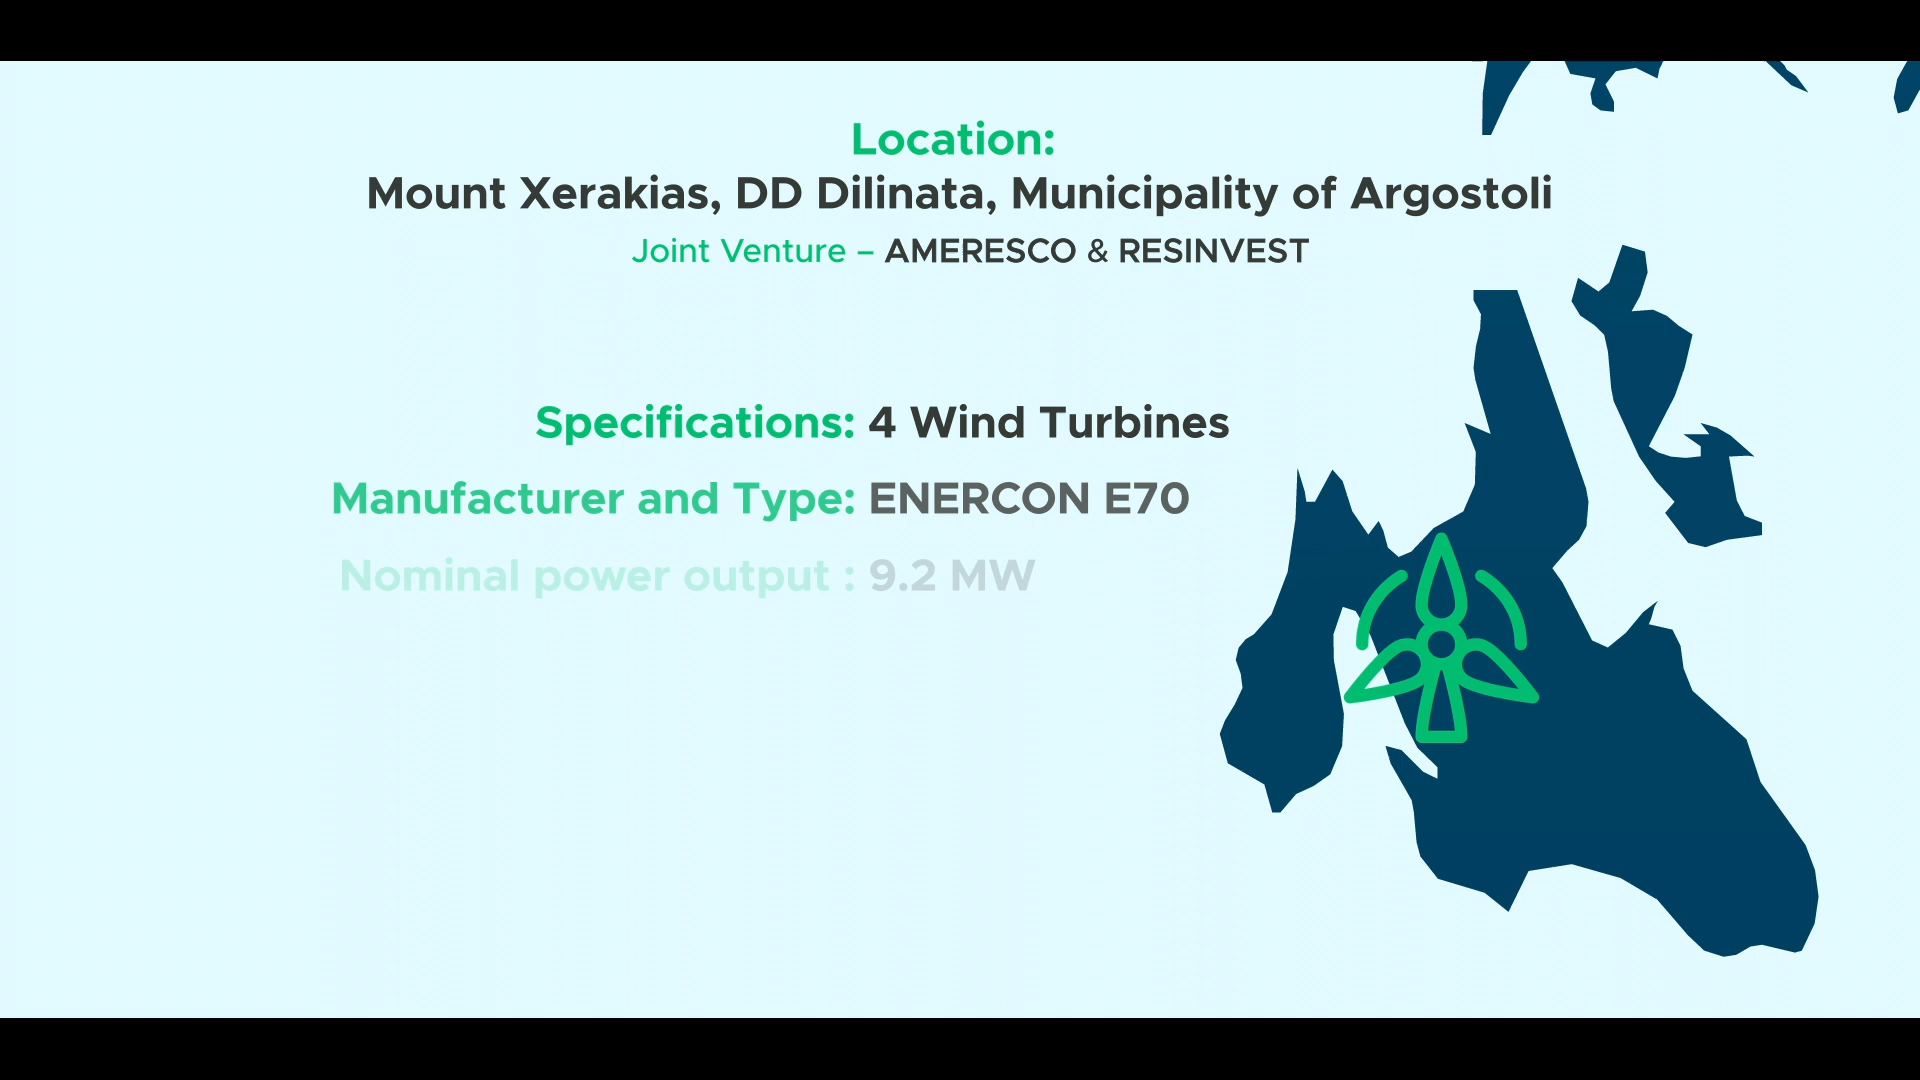 Location:
Mount Xerakias, DD Dilinata, Municipality of Argostoli
Joint Venture – AMERESCO & RESINVEST
Specifications: 4 Wind Turbines
Manufacturer and Type: ENERCON E70
Nominal power output : 9.2 MW